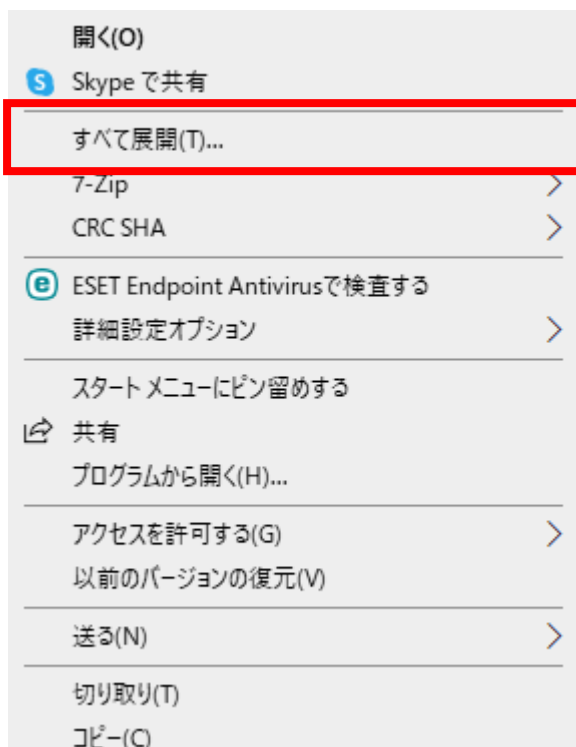 開く(O)
Skype で共有
すべて展開(T)...
7-Zip
CRC SHA
ESET Endpoint Antivirusで検査する
詳細設定オプション
スタート メニューにピン留めする
共有
プログラムから開く(H)...
アクセスを許可する(G)
以前のバージョンの復元(V)
送る(N)
切り取り(T)
コピー(C)